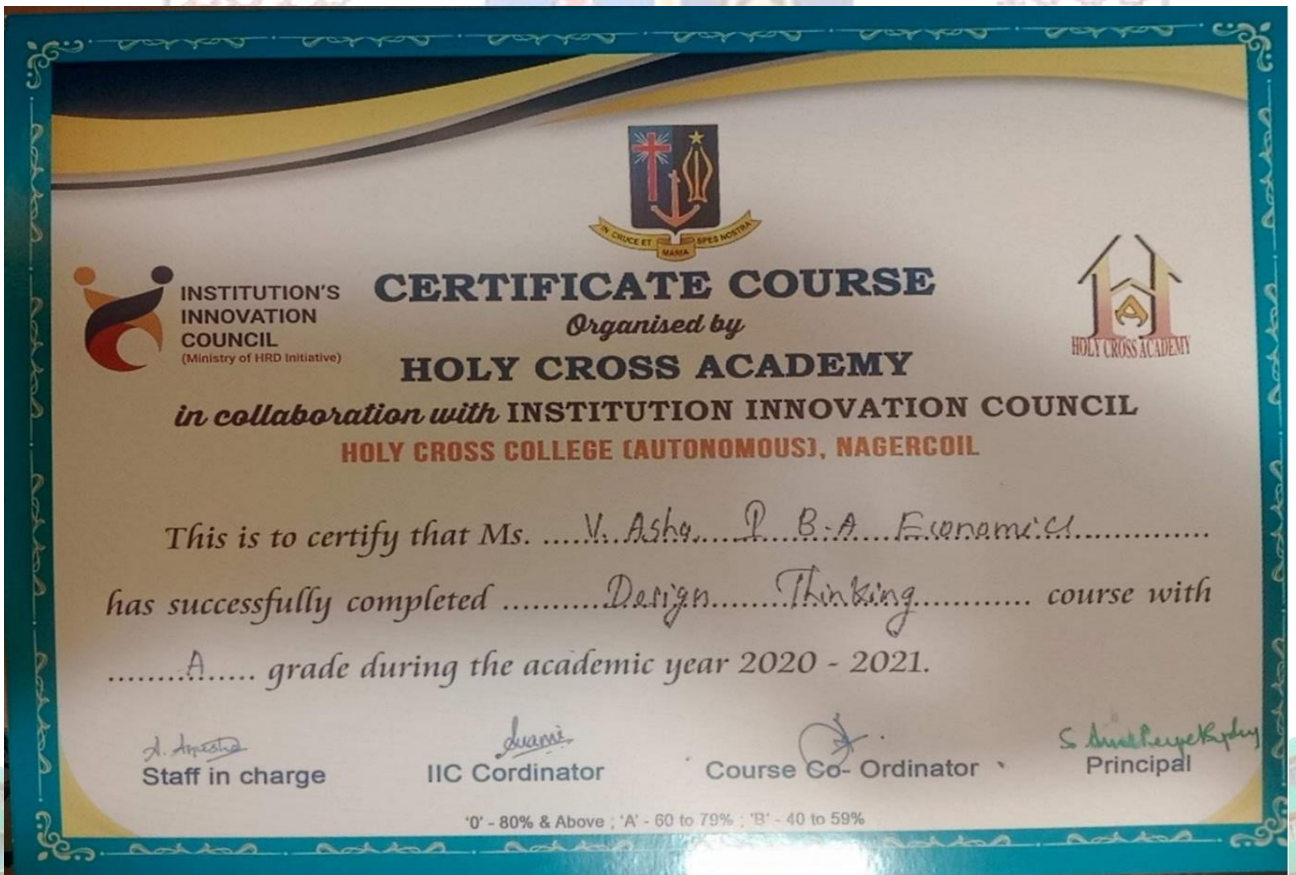 IN CRUCE ET MARIA SPES NOSTRA
INSTITUTION'S
INNOVATION
COUNCIL
(Ministry of HRD Initiative)
CERTIFICATE COURSE
Organised by
HOLY CROSS ACADEMY
HOLY CROSS ACADEMY
in collaboration with INSTITUTION INNOVATION COUNCIL
HOLY CROSS COLLEGE (AUTONOMOUS), NAGERCOIL
This is to certify that Ms. .....V. Asha.... I B.A Economics...............
has successfully completed ..........Design.......Thinking............ course with
.........A..... grade during the academic year 2020 - 2021.
Staff in charge
IIC Cordinator
Course Co- Ordinator
Principal
'0' - 80% & Above ; 'A' - 60 to 79% ; 'B' - 40 to 59%